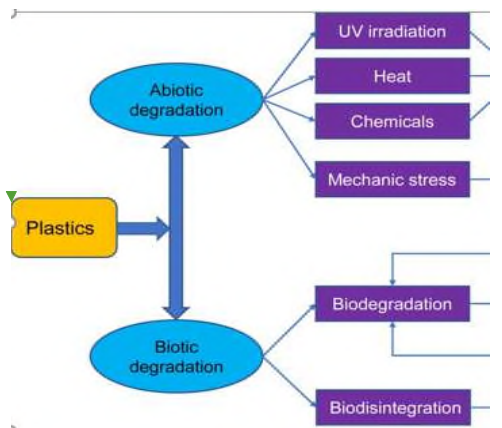 UV irradiation
Abiotic
degradation
Heat
Chemicals
Mechanic stress
Plastics
Biodegradation
Biotic
degradation
Biodisintegration